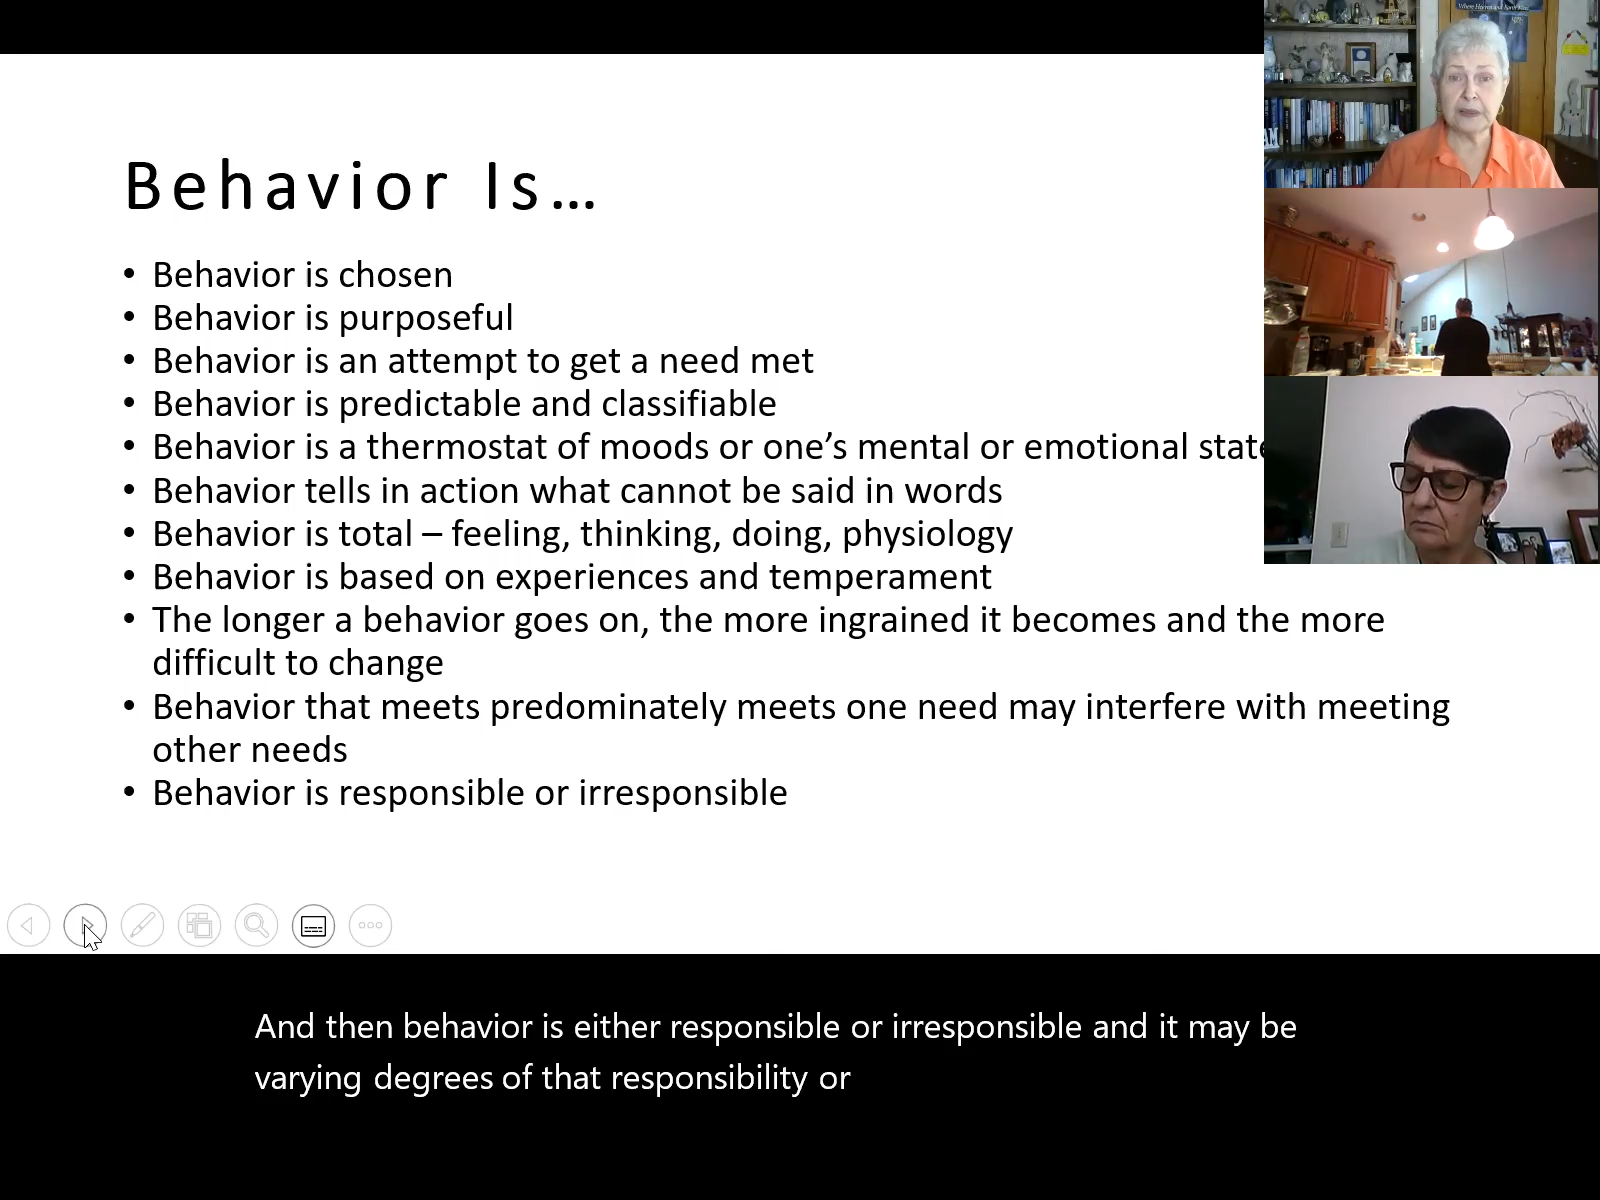 Behavior Is…
• Behavior is chosen
• Behavior is purposeful
• Behavior is an attempt to get a need met
• Behavior is predictable and classifiable
• Behavior is a thermostat of moods or one’s mental or emotional state
• Behavior tells in action what cannot be said in words
• Behavior is total – feeling, thinking, doing, physiology
• Behavior is based on experiences and temperament
• The longer a behavior goes on, the more ingrained it becomes and the more
difficult to change
• Behavior that meets predominately meets one need may interfere with meeting
other needs
• Behavior is responsible or irresponsible
And then behavior is either responsible or irresponsible and it may be
varying degrees of that responsibility or